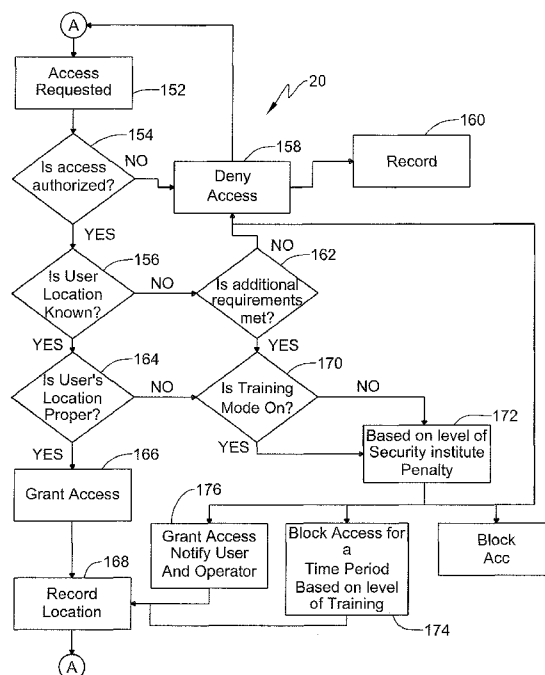 A
Access
Requested
152
20
154
Is access
authorized?
NO
158
Deny
Access
160
Record
YES
156
Is User
Location
Known?
NO
NO
162
Is additional
requirements
met?
YES
YES
164
Is User's
Location
Proper?
NO
170
Is Training
Mode On?
NO
YES
YES
172
Based on level of
Security institute
Penalty
166
Grant Access
176
Grant Access
Notify User
And Operator
Block Access for
a
Time Period
Based on level
of Training
174
Block
Acc
168
Record
Location
A